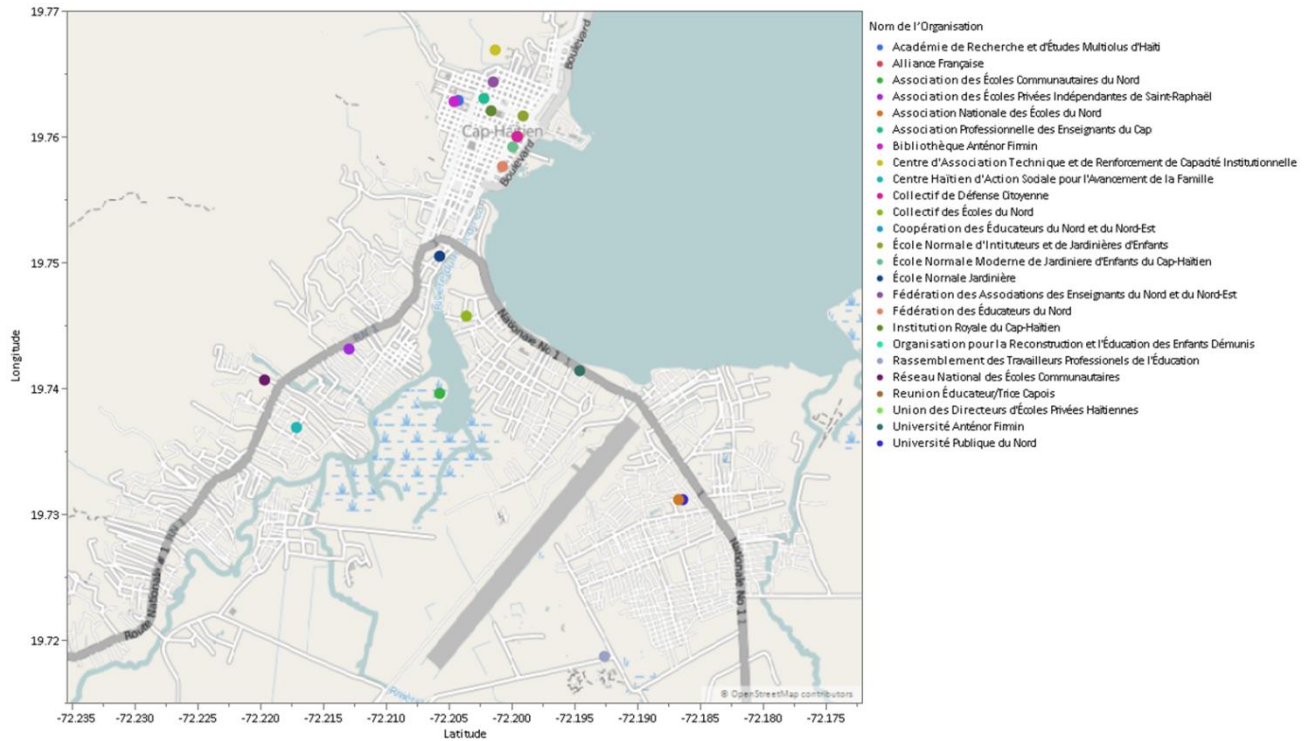 19.77
19.76
19.75
19.74
19.73
19.72
Longitude
-72.235
-72.230
-72.225
-72.220
-72.215
-72.210
-72.205
-72.200
-72.195
-72.190
-72.185
-72.180
-72.175
Latitude
Boulevard
Cap-Haïtien
Boulevard
RN 1
Nationale No 1 1
Route Nationale # 1 RN 1
1
Nationale No 1 1
© OpenStreetMap contributors
Nom de l'Organisation
Académie de Recherche et d'Études Multiolus d'Haïti
Alliance Française
Association des Écoles Communautaires du Nord
Association des Écoles Privées Indépendantes de Saint-Raphaël
Association Nationale des Écoles du Nord
Association Professionnelle des Enseignants du Cap
Bibliothèque Anténor Firmin
Centre d'Association Technique et de Renforcement de Capacité Institutionnelle
Centre Haïtien d'Action Sociale pour l'Avancement de la Famille
Collectif de Défense Citoyenne
Collectif des Écoles du Nord
Coopération des Éducateurs du Nord et du Nord-Est
École Normale d'Intituteurs et de Jardinières d'Enfants
École Normale Moderne de Jardiniere d'Enfants du Cap-Haïtien
École Nornale Jardinière
Fédération des Associations des Enseignants du Nord et du Nord-Est
Fédération des Éducateurs du Nord
Institution Royale du Cap-Haïtien
Organisation pour la Reconstruction et l'Éducation des Enfants Démunis
Rassemblement des Travailleurs Professionels de l'Éducation
Réseau National des Écoles Communautaires
Reunion Éducateur/Trice Capois
Union des Directeurs d'Écoles Privées Haïtiennes
Université Anténor Firmin
Université Publique du Nord